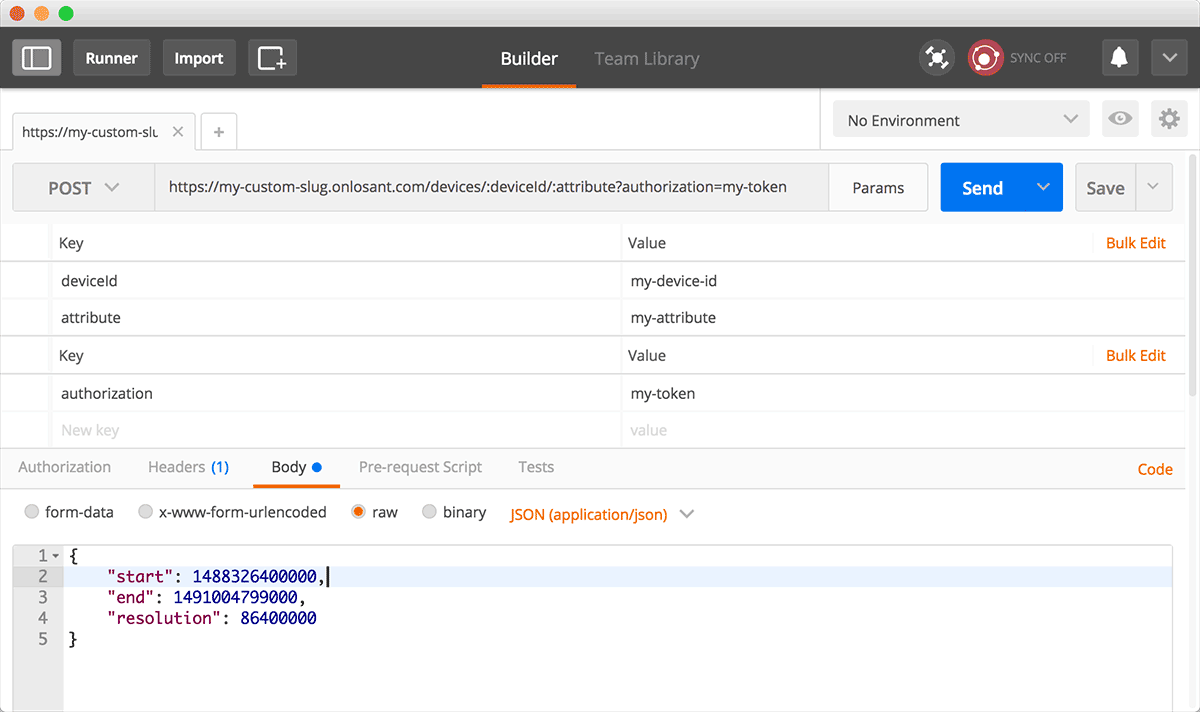 Runner Import Builder Team Library SYNC OFF
https://my-custom-slu No Environment
POST https://my-custom-slug.onlosant.com/devices/:deviceId/:attribute?authorization=my-token Params Send Save
Key Value Bulk Edit
deviceId my-device-id
attribute my-attribute
Key Value Bulk Edit
authorization my-token
New key value
Authorization Headers (1) Body Pre-request Script Tests Code
form-data x-www-form-urlencoded raw binary JSON (application/json)
1 {
2 "start": 1488326400000,
3 "end": 1491004799000,
4 "resolution": 86400000
5 }